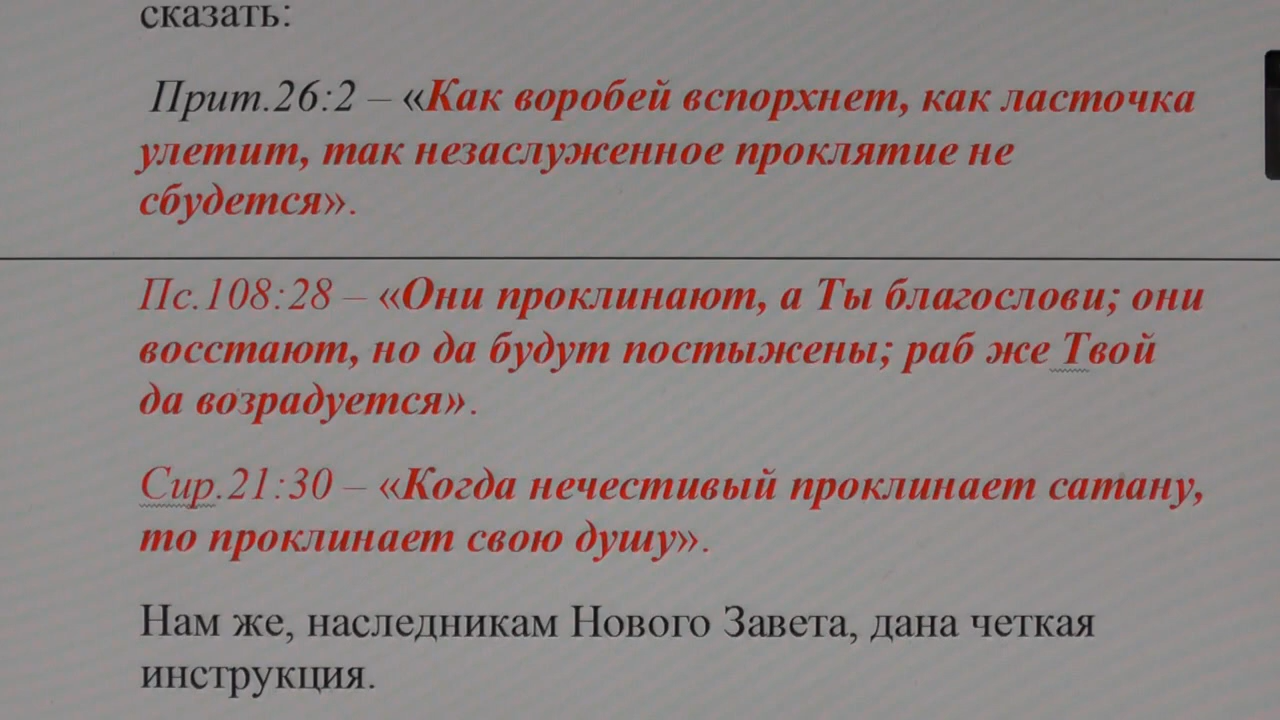 сказать:
Прит.26:2 – «Как воробей вспорхнет, как ласточка
улетит, так незаслуженное проклятие не
сбудется».
Пс.108:28 – «Они проклинают, а Ты благослови; они
восстают, но да будут постыжены; раб же Твой
да возрадуется».
Сир.21:30 – «Когда нечестивый проклинает сатану,
то проклинает свою душу».
Нам же, наследникам Нового Завета, дана четкая
инструкция.